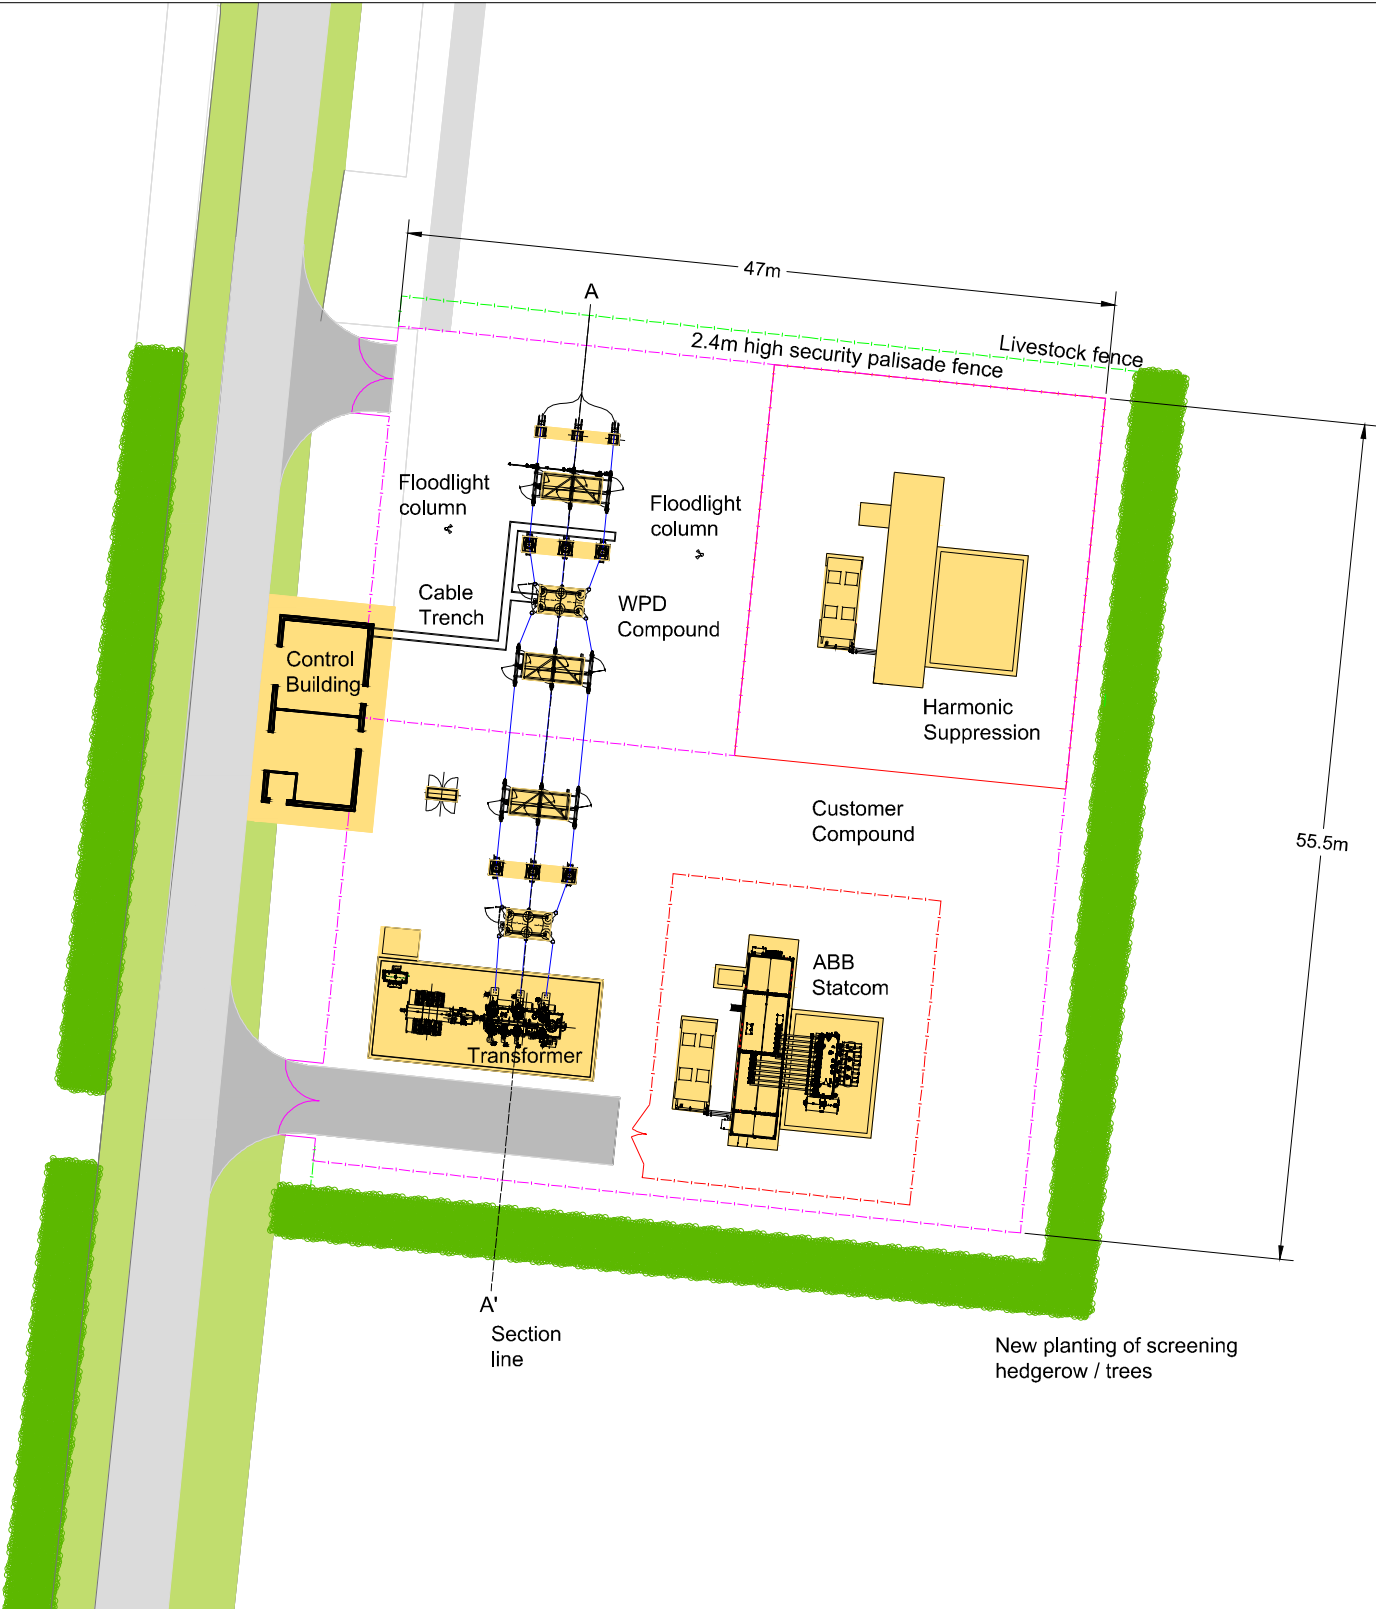 47m
A
Livestock fence
2.4m high security palisade fence
Floodlight
column
Floodlight
column
Cable
Trench
WPD
Compound
Control
Building
Harmonic
Suppression
Customer
Compound
55.5m
ABB
Statcom
Transformer
A'
Section
line
New planting of screening
hedgerow / trees